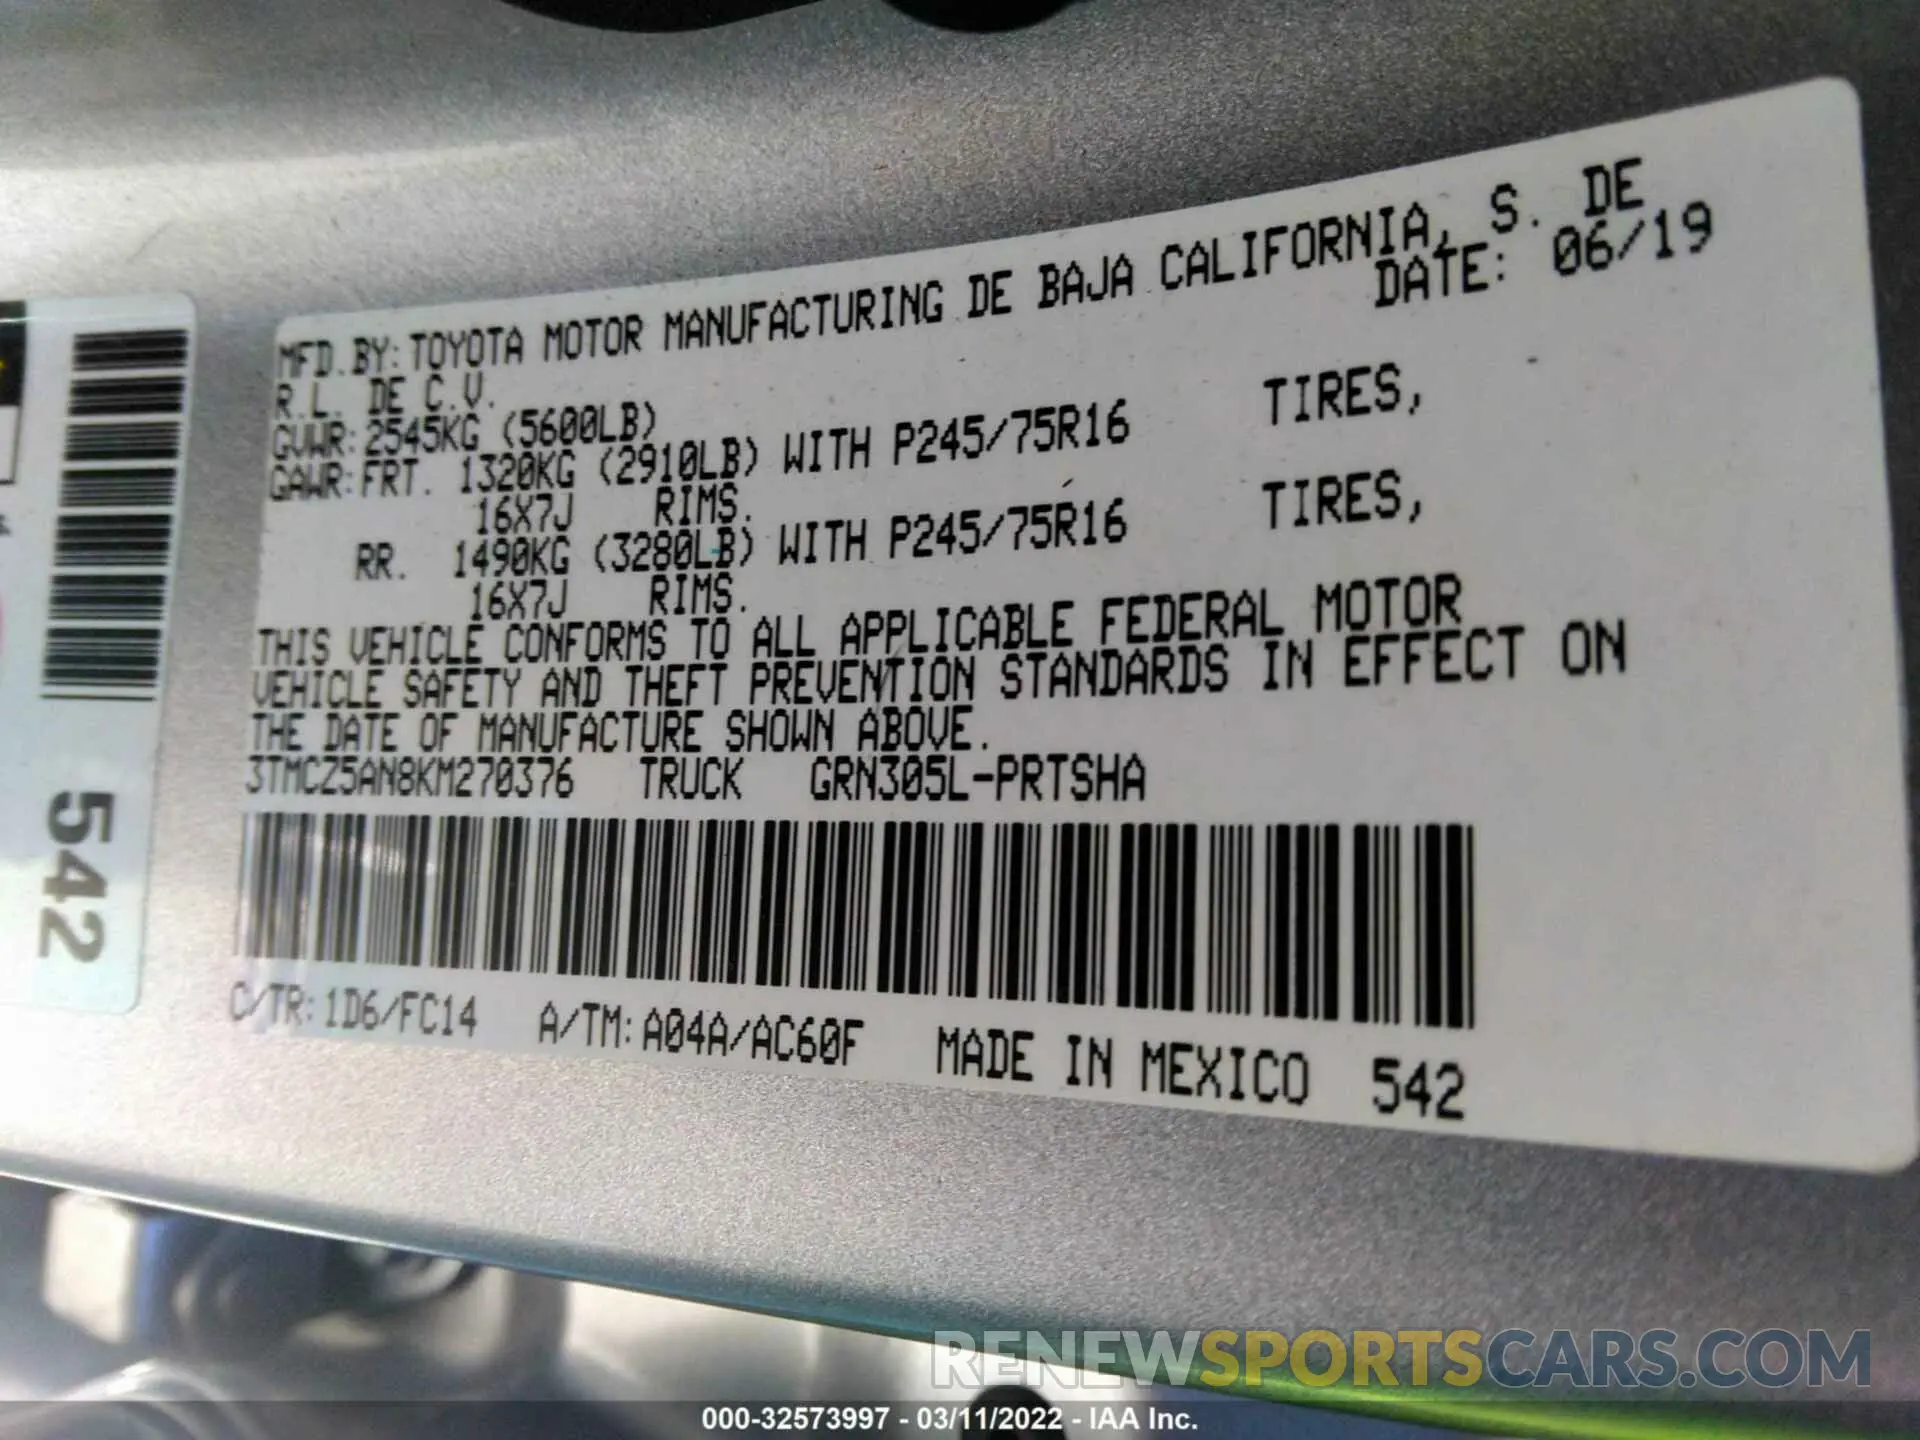 MFD.BY:TOYOTA MOTOR MANUFACTURING DE BAJA CALIFORNIA, S. DE
R.L. DE C.V. DATE: 06/19
GVWR:2545KG (5600LB)
GAWR:FRT. 1320KG (2910LB) WITH P245/75R16 TIRES,
16X7J RIMS.
RR. 1490KG (3280LB) WITH P245/75R16 TIRES,
16X7J RIMS.
THIS VEHICLE CONFORMS TO ALL APPLICABLE FEDERAL MOTOR
VEHICLE SAFETY AND THEFT PREVENTION STANDARDS IN EFFECT ON
THE DATE OF MANUFACTURE SHOWN ABOVE.
3TMCZ5AN8KM270376 TRUCK GRN305L-PRTSHA
C/TR:1D6/FC14 A/TM:A04A/AC60F MADE IN MEXICO 542
542
RENEWSPORTSCARS.COM
000-32573997 - 03/11/2022 - IAA Inc.